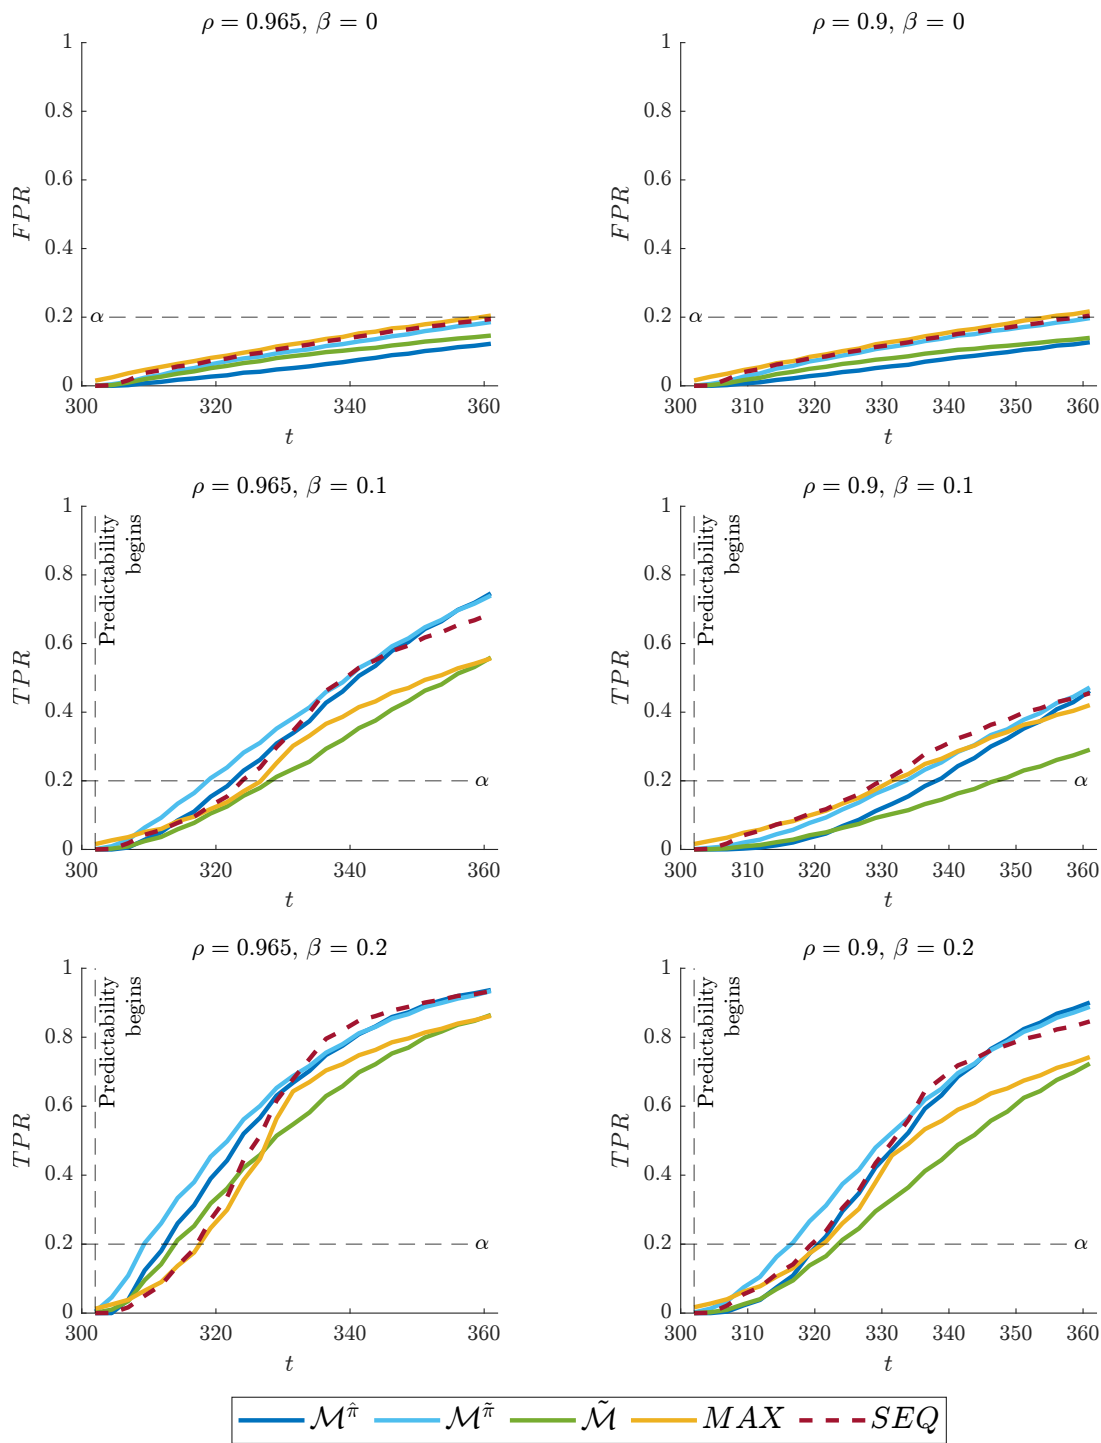 ρ = 0.965, β = 0
1
0.8
0.6
0.4
0.2
0
FPR
α
300 320 340 360
t
ρ = 0.9, β = 0
1
0.8
0.6
0.4
0.2
0
FPR
α
300 310 320 330 340 350 360
t
ρ = 0.965, β = 0.1
1
0.8
0.6
0.4
0.2
0
TPR
Predictability
begins
α
300 320 340 360
t
ρ = 0.9, β = 0.1
1
0.8
0.6
0.4
0.2
0
TPR
Predictability
begins
α
300 310 320 330 340 350 360
t
ρ = 0.965, β = 0.2
1
0.8
0.6
0.4
0.2
0
TPR
Predictability
begins
α
300 320 340 360
t
ρ = 0.9, β = 0.2
1
0.8
0.6
0.4
0.2
0
TPR
Predictability
begins
α
300 310 320 330 340 350 360
t
ℳ^π̂ ℳ^π̃ ℳ̃ MAX SEQ